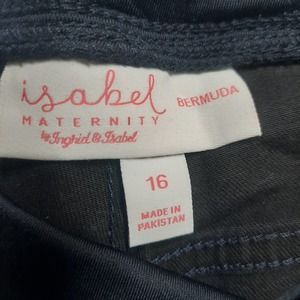 isabel
MATERNITY
by Ingrid & Isabel
BERMUDA
16
MADE IN
PAKISTAN